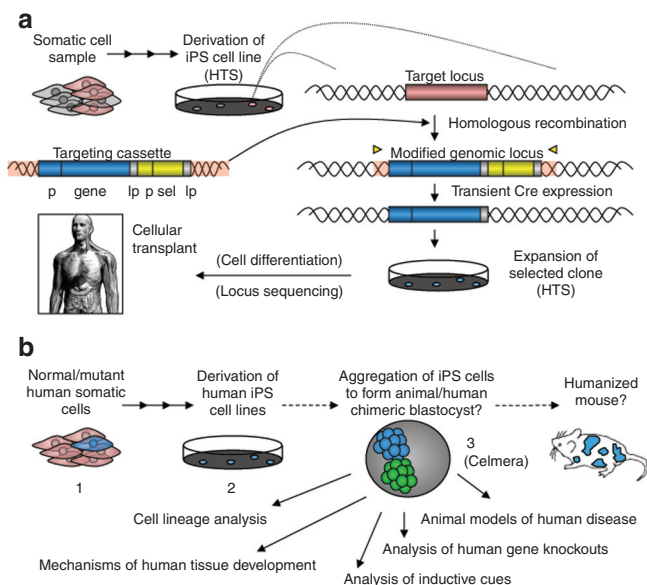 a
Somatic cell
sample
Derivation of
iPS cell line
(HTS)
Target locus
Homologous recombination
Targeting cassette
Modified genomic locus
p gene lp p sel lp
Transient Cre expression
Cellular
transplant
(Cell differentiation)
(Locus sequencing)
Expansion of
selected clone
(HTS)
b
Normal/mutant
human somatic
cells
Derivation of
human iPS
cell lines
Aggregation of iPS cells
to form animal/human
chimeric blastocyst?
Humanized
mouse?
1
2
3
(Celmera)
Cell lineage analysis
Animal models of human disease
Mechanisms of human tissue development
Analysis of human gene knockouts
Analysis of inductive cues